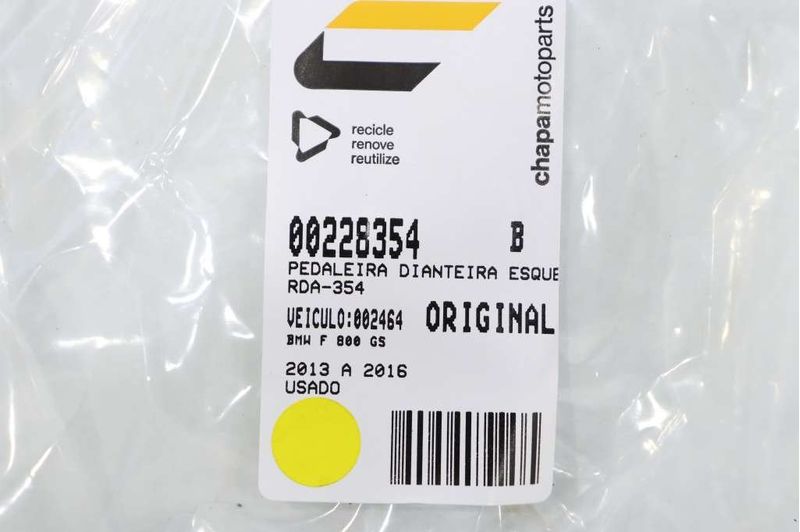 chapamotoparts
recicle
renove
reutilize
00228354 B
PEDALEIRA DIANTEIRA ESQUE
RDA-354
VEICULO:002464 ORIGINAL
BMW F 800 GS
2013 A 2016
USADO